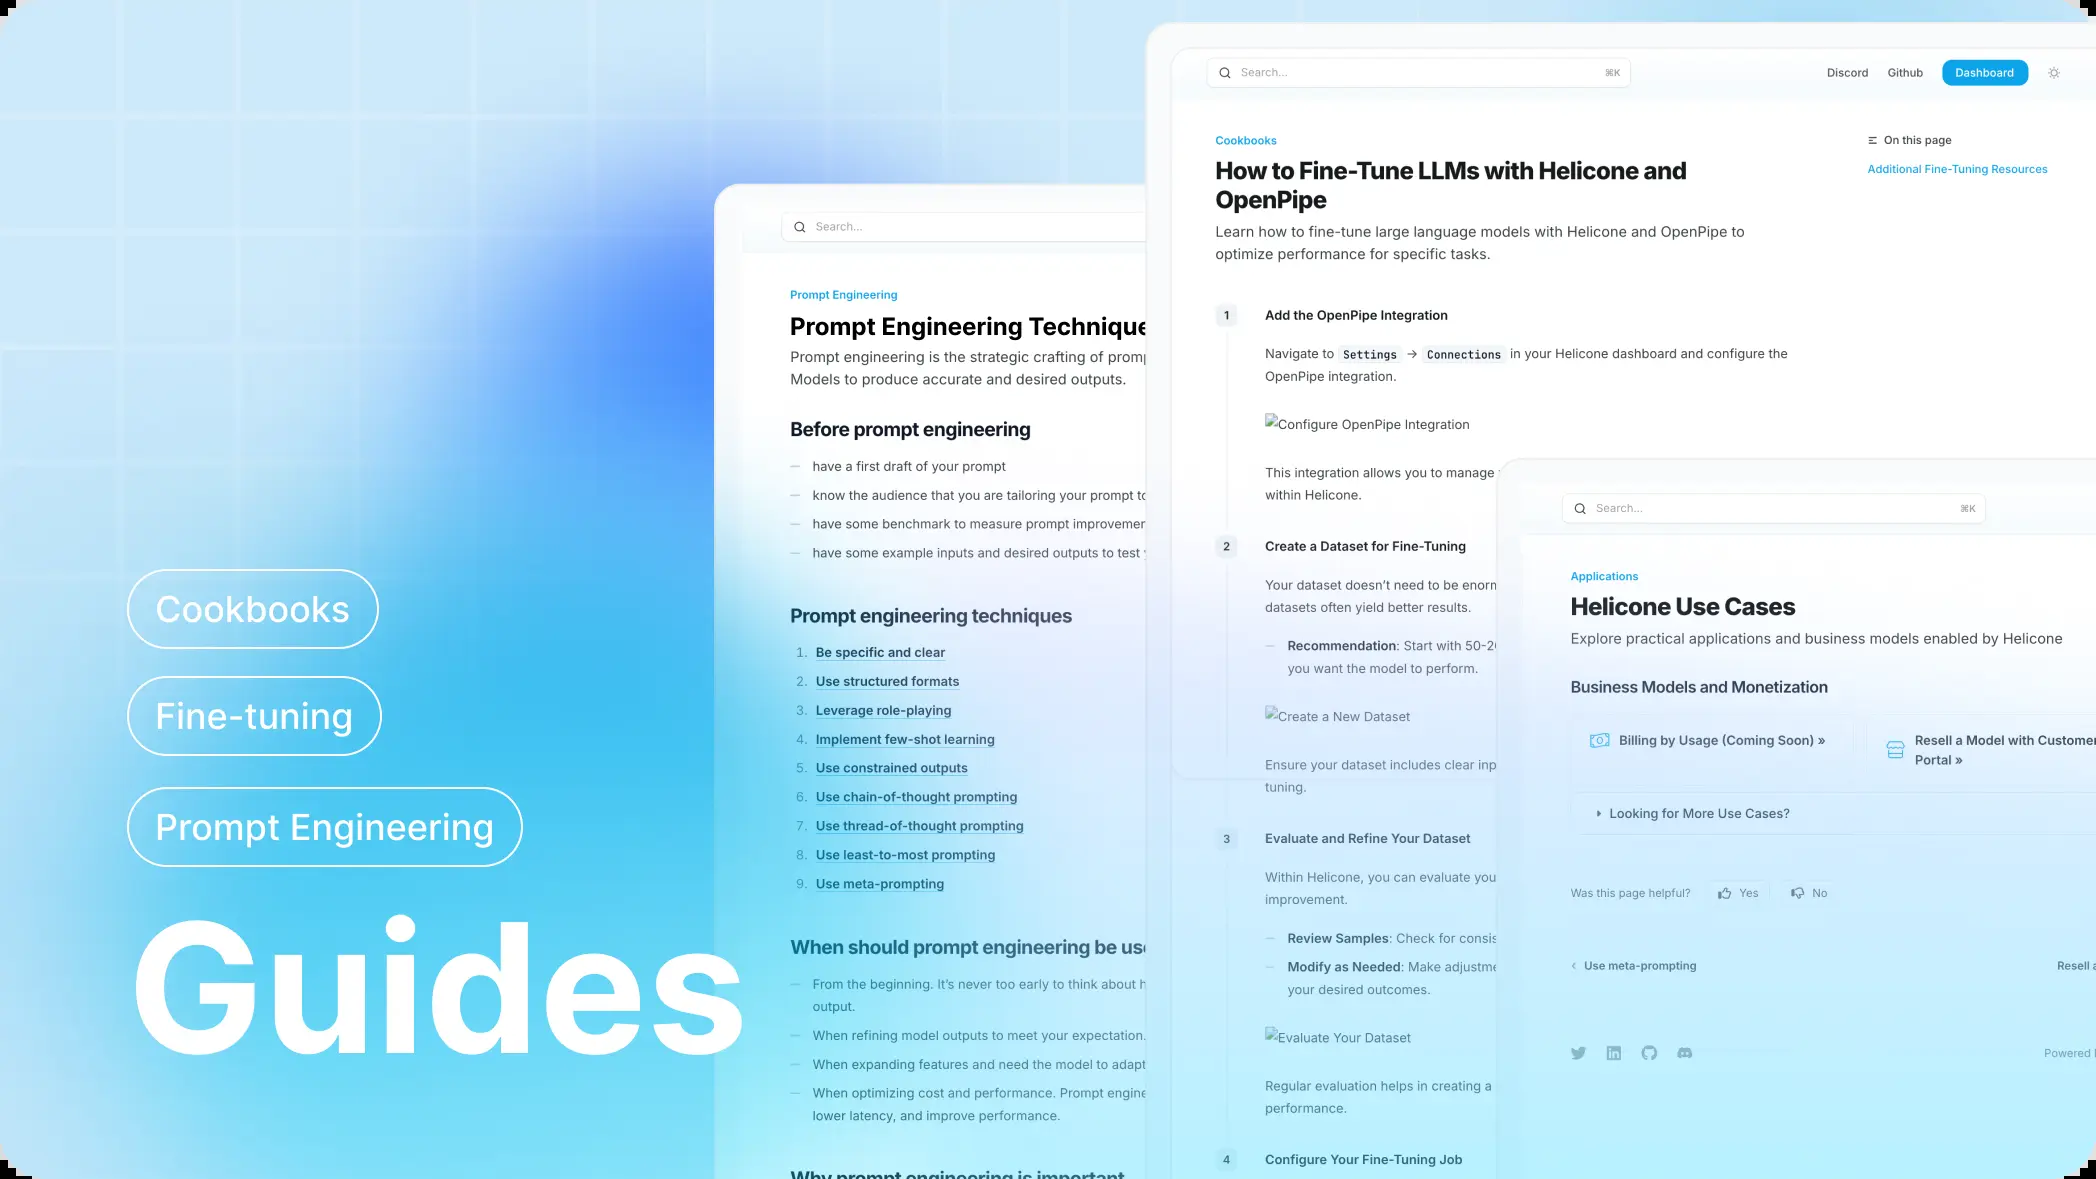 Cookbooks
Fine-tuning
Prompt Engineering
Guides
Search...
Prompt Engineering
Prompt Engineering Technique
Prompt engineering is the strategic crafting of
Models to produce accurate and desired outputs.
Before prompt engineering
— have a first draft of your prompt
— know the audience that you are tailoring your prompt
— have some benchmark to measure prompt
— have some example inputs and desired outputs to test
Prompt engineering techniques
1. Be specific and clear
2. Use structured formats
3. Leverage role-playing
4. Implement few-shot learning
5. Use constrained outputs
6. Use chain-of-thought prompting
7. Use thread-of-thought prompting
8. Use least-to-most prompting
9. Use meta-prompting
When should prompt engineering be
— From the beginning. It's never too early to think about
output.
— When refining model outputs to meet your expectation.
— When expanding features and need the model to adapt
— When optimizing cost and performance. Prompt
lower latency, and improve performance.
Why prompt engineering is important
Search...
⌘K
Discord
Github
Dashboard
Cookbooks
How to Fine-Tune LLMs with Helicone and
OpenPipe
Learn how to fine-tune large language models with Helicone and OpenPipe to
optimize performance for specific tasks.
On this page
Additional Fine-Tuning Resources
1 Add the OpenPipe Integration
Navigate to Settings → Connections in your Helicone dashboard and configure the
OpenPipe integration.
Configure OpenPipe Integration
This integration allows you to manage
within Helicone.
2 Create a Dataset for Fine-Tuning
Your dataset doesn't need to be
datasets often yield better results.
— Recommendation: Start with
you want the model to perform.
Create a New Dataset
Ensure your dataset includes clear
tuning.
3 Evaluate and Refine Your Dataset
Within Helicone, you can evaluate
improvement.
— Review Samples: Check for
— Modify as Needed: Make
your desired outcomes.
Evaluate Your Dataset
Regular evaluation helps in creating a
performance.
4 Configure Your Fine-Tuning Job
Search...
⌘K
Applications
Helicone Use Cases
Explore practical applications and business models enabled by Helicone
Business Models and Monetization
Billing by Usage (Coming Soon) »
Resell a Model with Customer
Portal »
Looking for More Use Cases?
Was this page helpful?
Yes
No
‹ Use meta-prompting
Resell
Powered